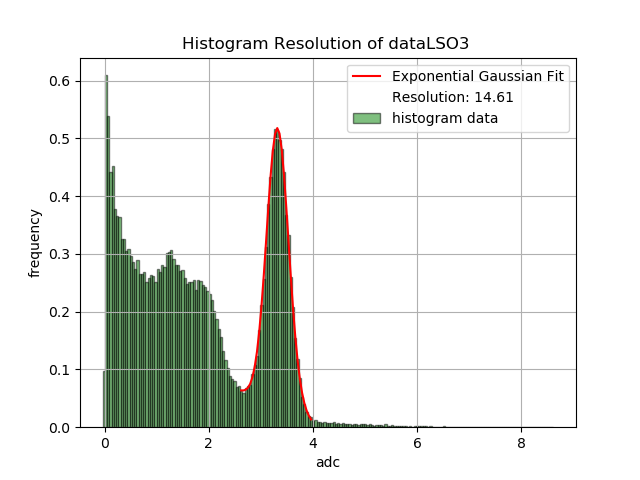 Histogram Resolution of dataLSO3
Exponential Gaussian Fit
Resolution: 14.61
histogram data
frequency
0.6
0.5
0.4
0.3
0.2
0.1
0.0
0 2 4 6 8
adc